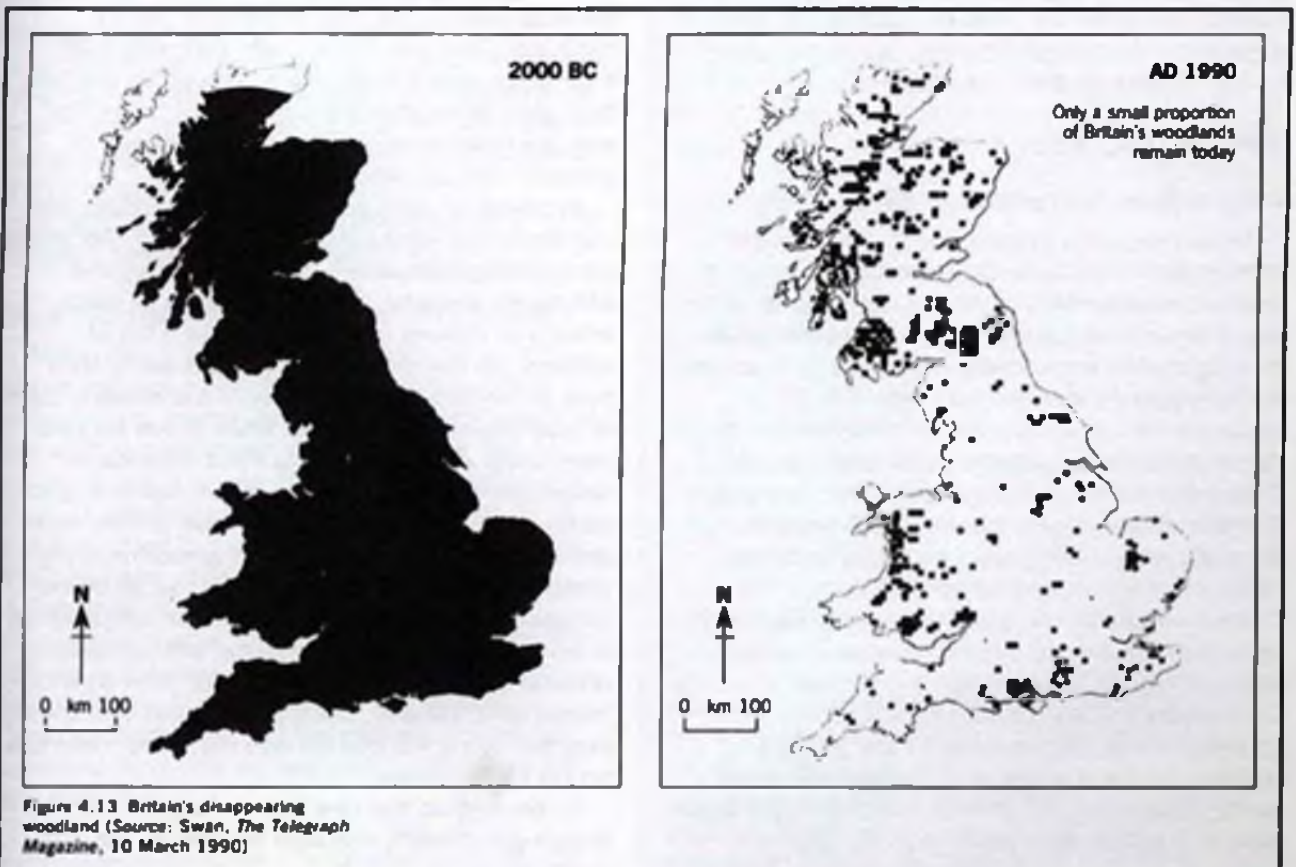 2000 BC
N
0 km 100
AD 1990
Only a small proportion
of Britain's woodlands
remain today
N
0 km 100
Figure 4.13 Britain's disappearing
woodland (Source: Swan, The Telegraph
Magazine, 10 March 1990)